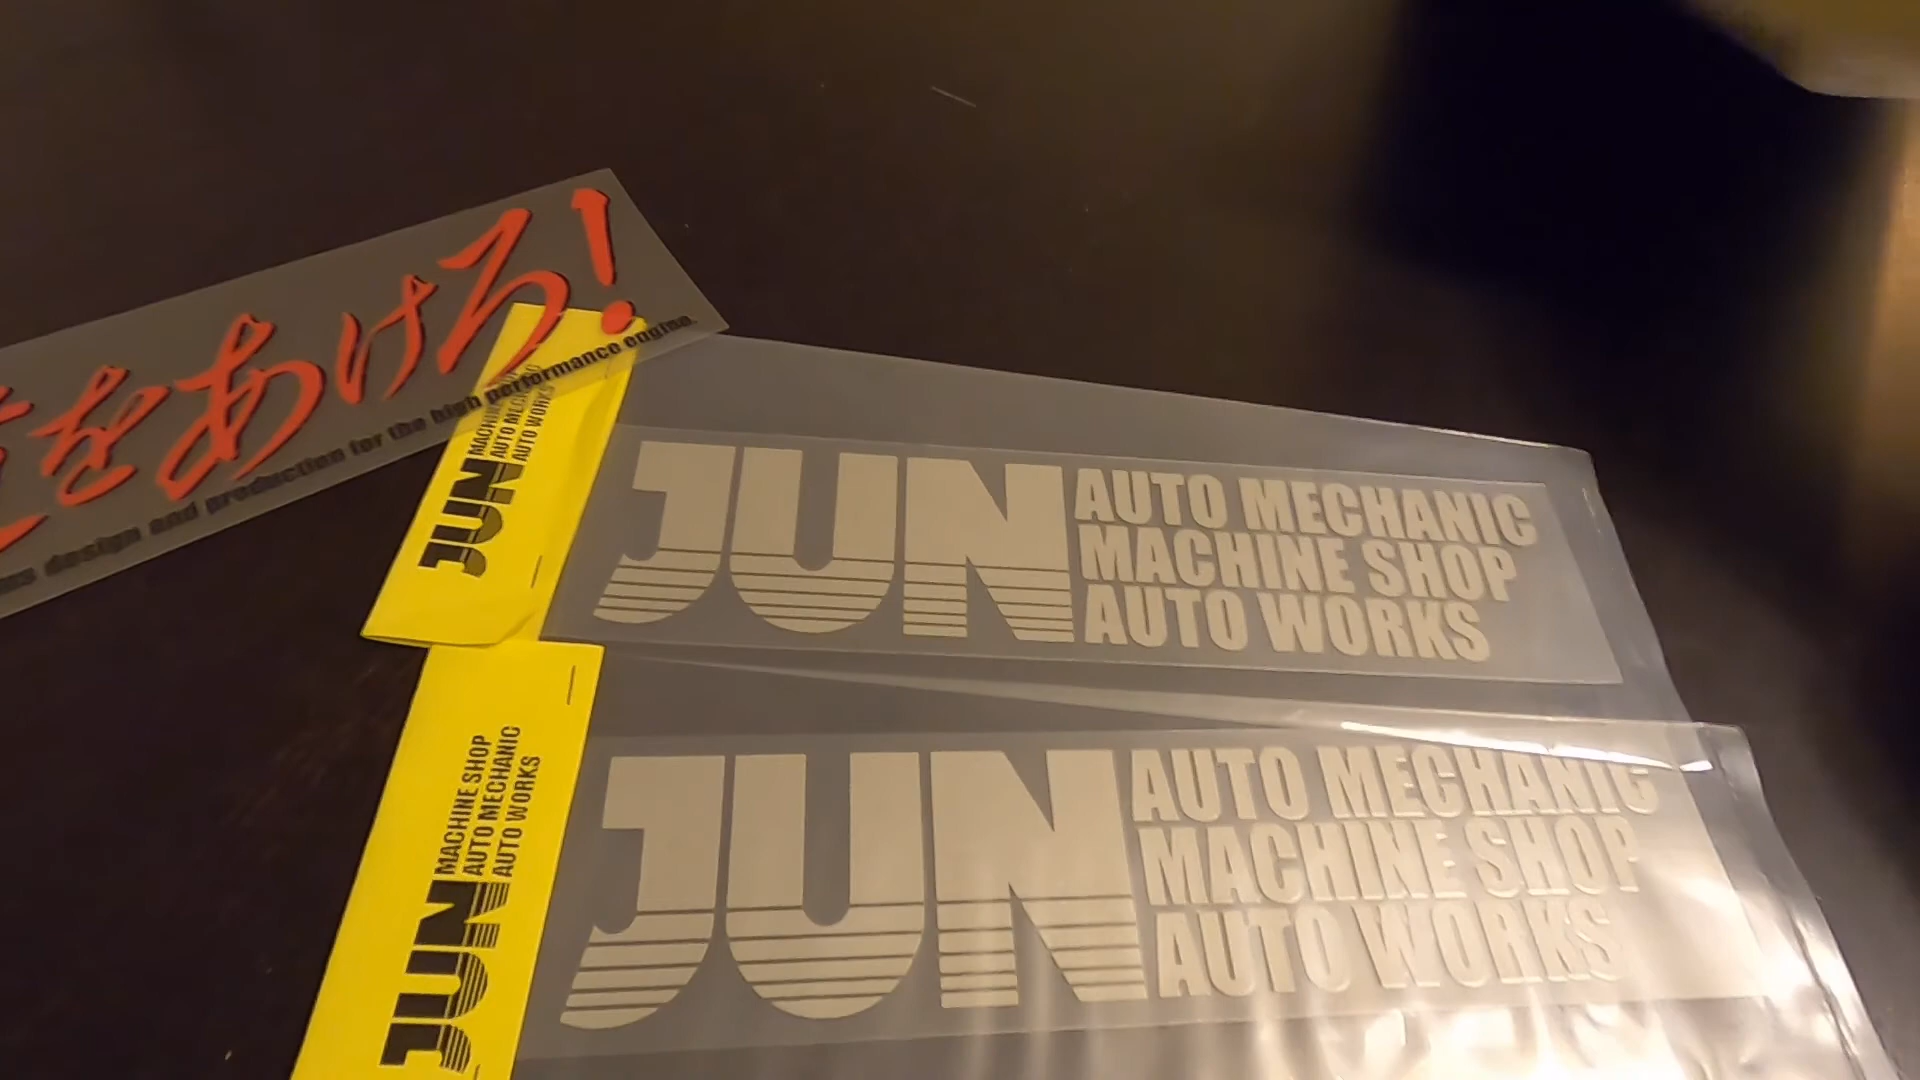 をあけろ!
design and production for the high performance engine.
JUN
MACHINE SHOP
AUTO MECHANIC
AUTO WORKS
JUN
AUTO MECHANIC
MACHINE SHOP
AUTO WORKS
JUN
MACHINE SHOP
AUTO MECHANIC
AUTO WORKS
JUN
AUTO MECHANIC
MACHINE SHOP
AUTO WORKS